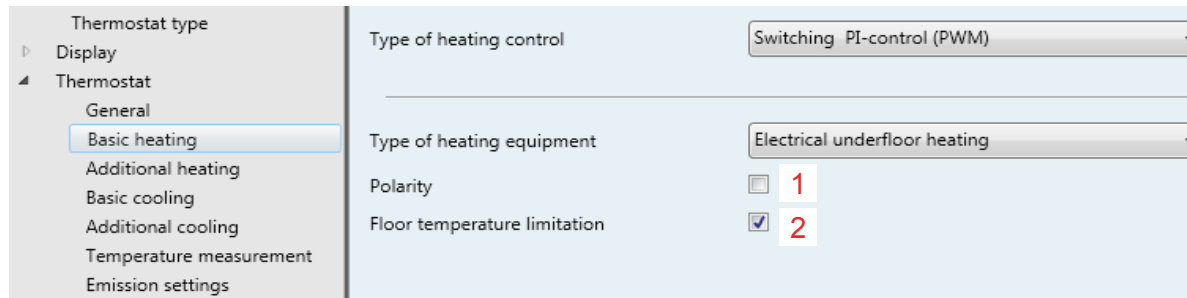 Thermostat type
Display
Thermostat
General
Basic heating
Additional heating
Basic cooling
Additional cooling
Temperature measurement
Emission settings
Type of heating control
Switching PI-control (PWM)
Type of heating equipment
Electrical underfloor heating
Polarity
1
Floor temperature limitation
2